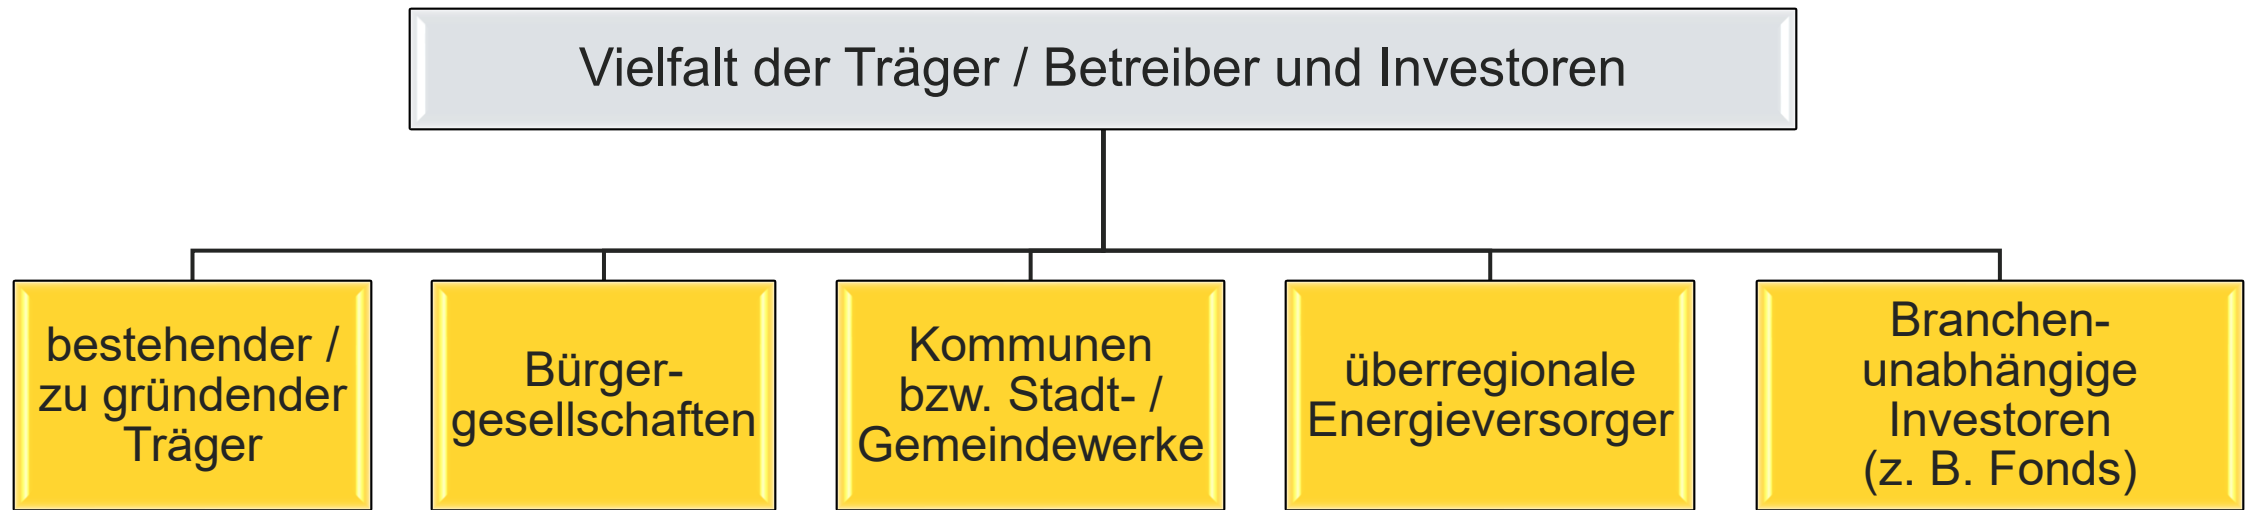 Vielfalt der Träger / Betreiber und Investoren
bestehender /
zu gründender
Träger
Bürger-
gesellschaften
Kommunen
bzw. Stadt- /
Gemeindewerke
überregionale
Energieversorger
Branchen-
unabhängige
Investoren
(z. B. Fonds)